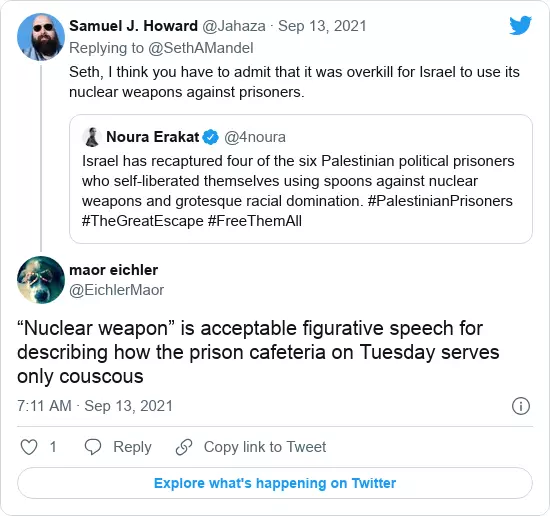 Samuel J. Howard @Jahaza · Sep 13, 2021
Replying to @SethAMandel
Seth, I think you have to admit that it was overkill for Israel to use its
nuclear weapons against prisoners.
Noura Erakat @4noura
Israel has recaptured four of the six Palestinian political prisoners
who self-liberated themselves using spoons against nuclear
weapons and grotesque racial domination. #PalestinianPrisoners
#TheGreatEscape #FreeThemAll
maor eichler
@EichlerMaor
“Nuclear weapon” is acceptable figurative speech for
describing how the prison cafeteria on Tuesday serves
only couscous
7:11 AM · Sep 13, 2021
1 Reply Copy link to Tweet
Explore what's happening on Twitter